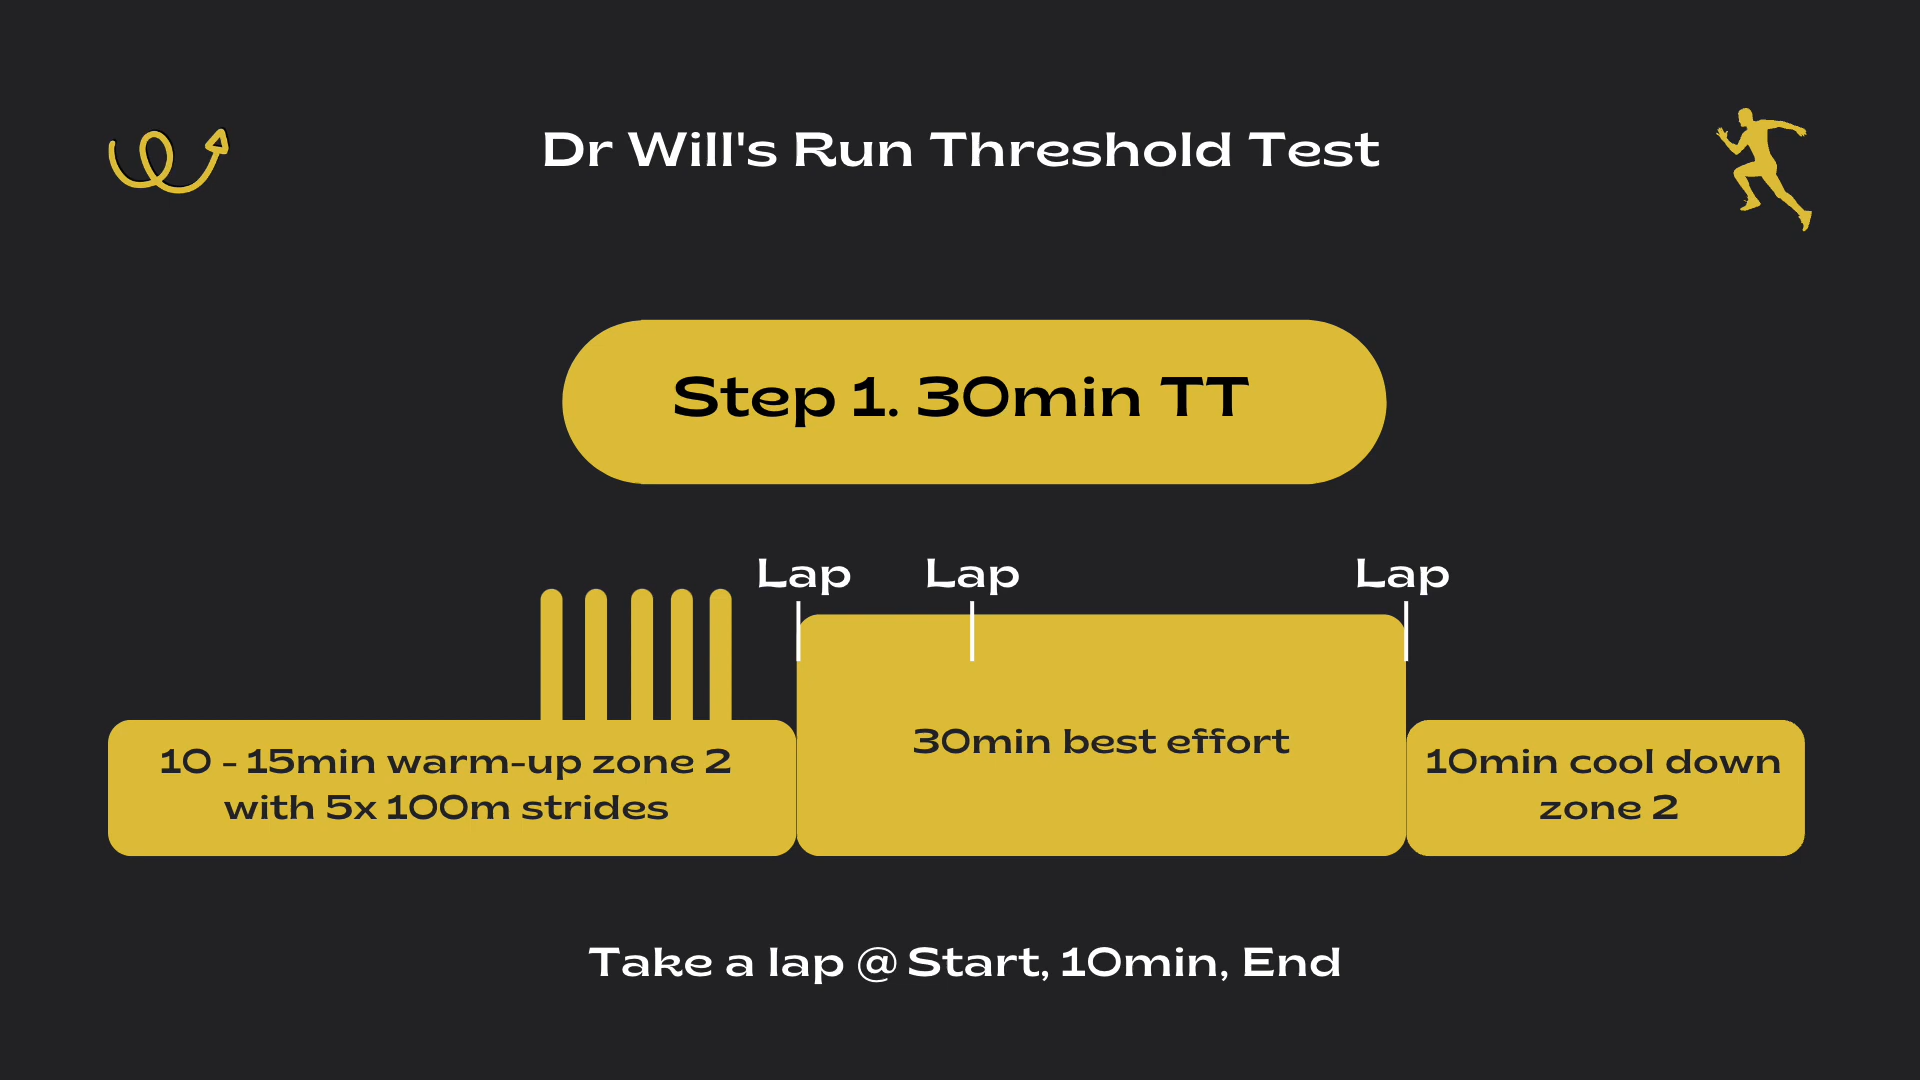 Dr Will's Run Threshold Test
Step 1. 30min TT
Lap
Lap
Lap
10 - 15min warm-up zone 2
with 5x 100m strides
30min best effort
10min cool down
zone 2
Take a lap @ Start, 10min, End